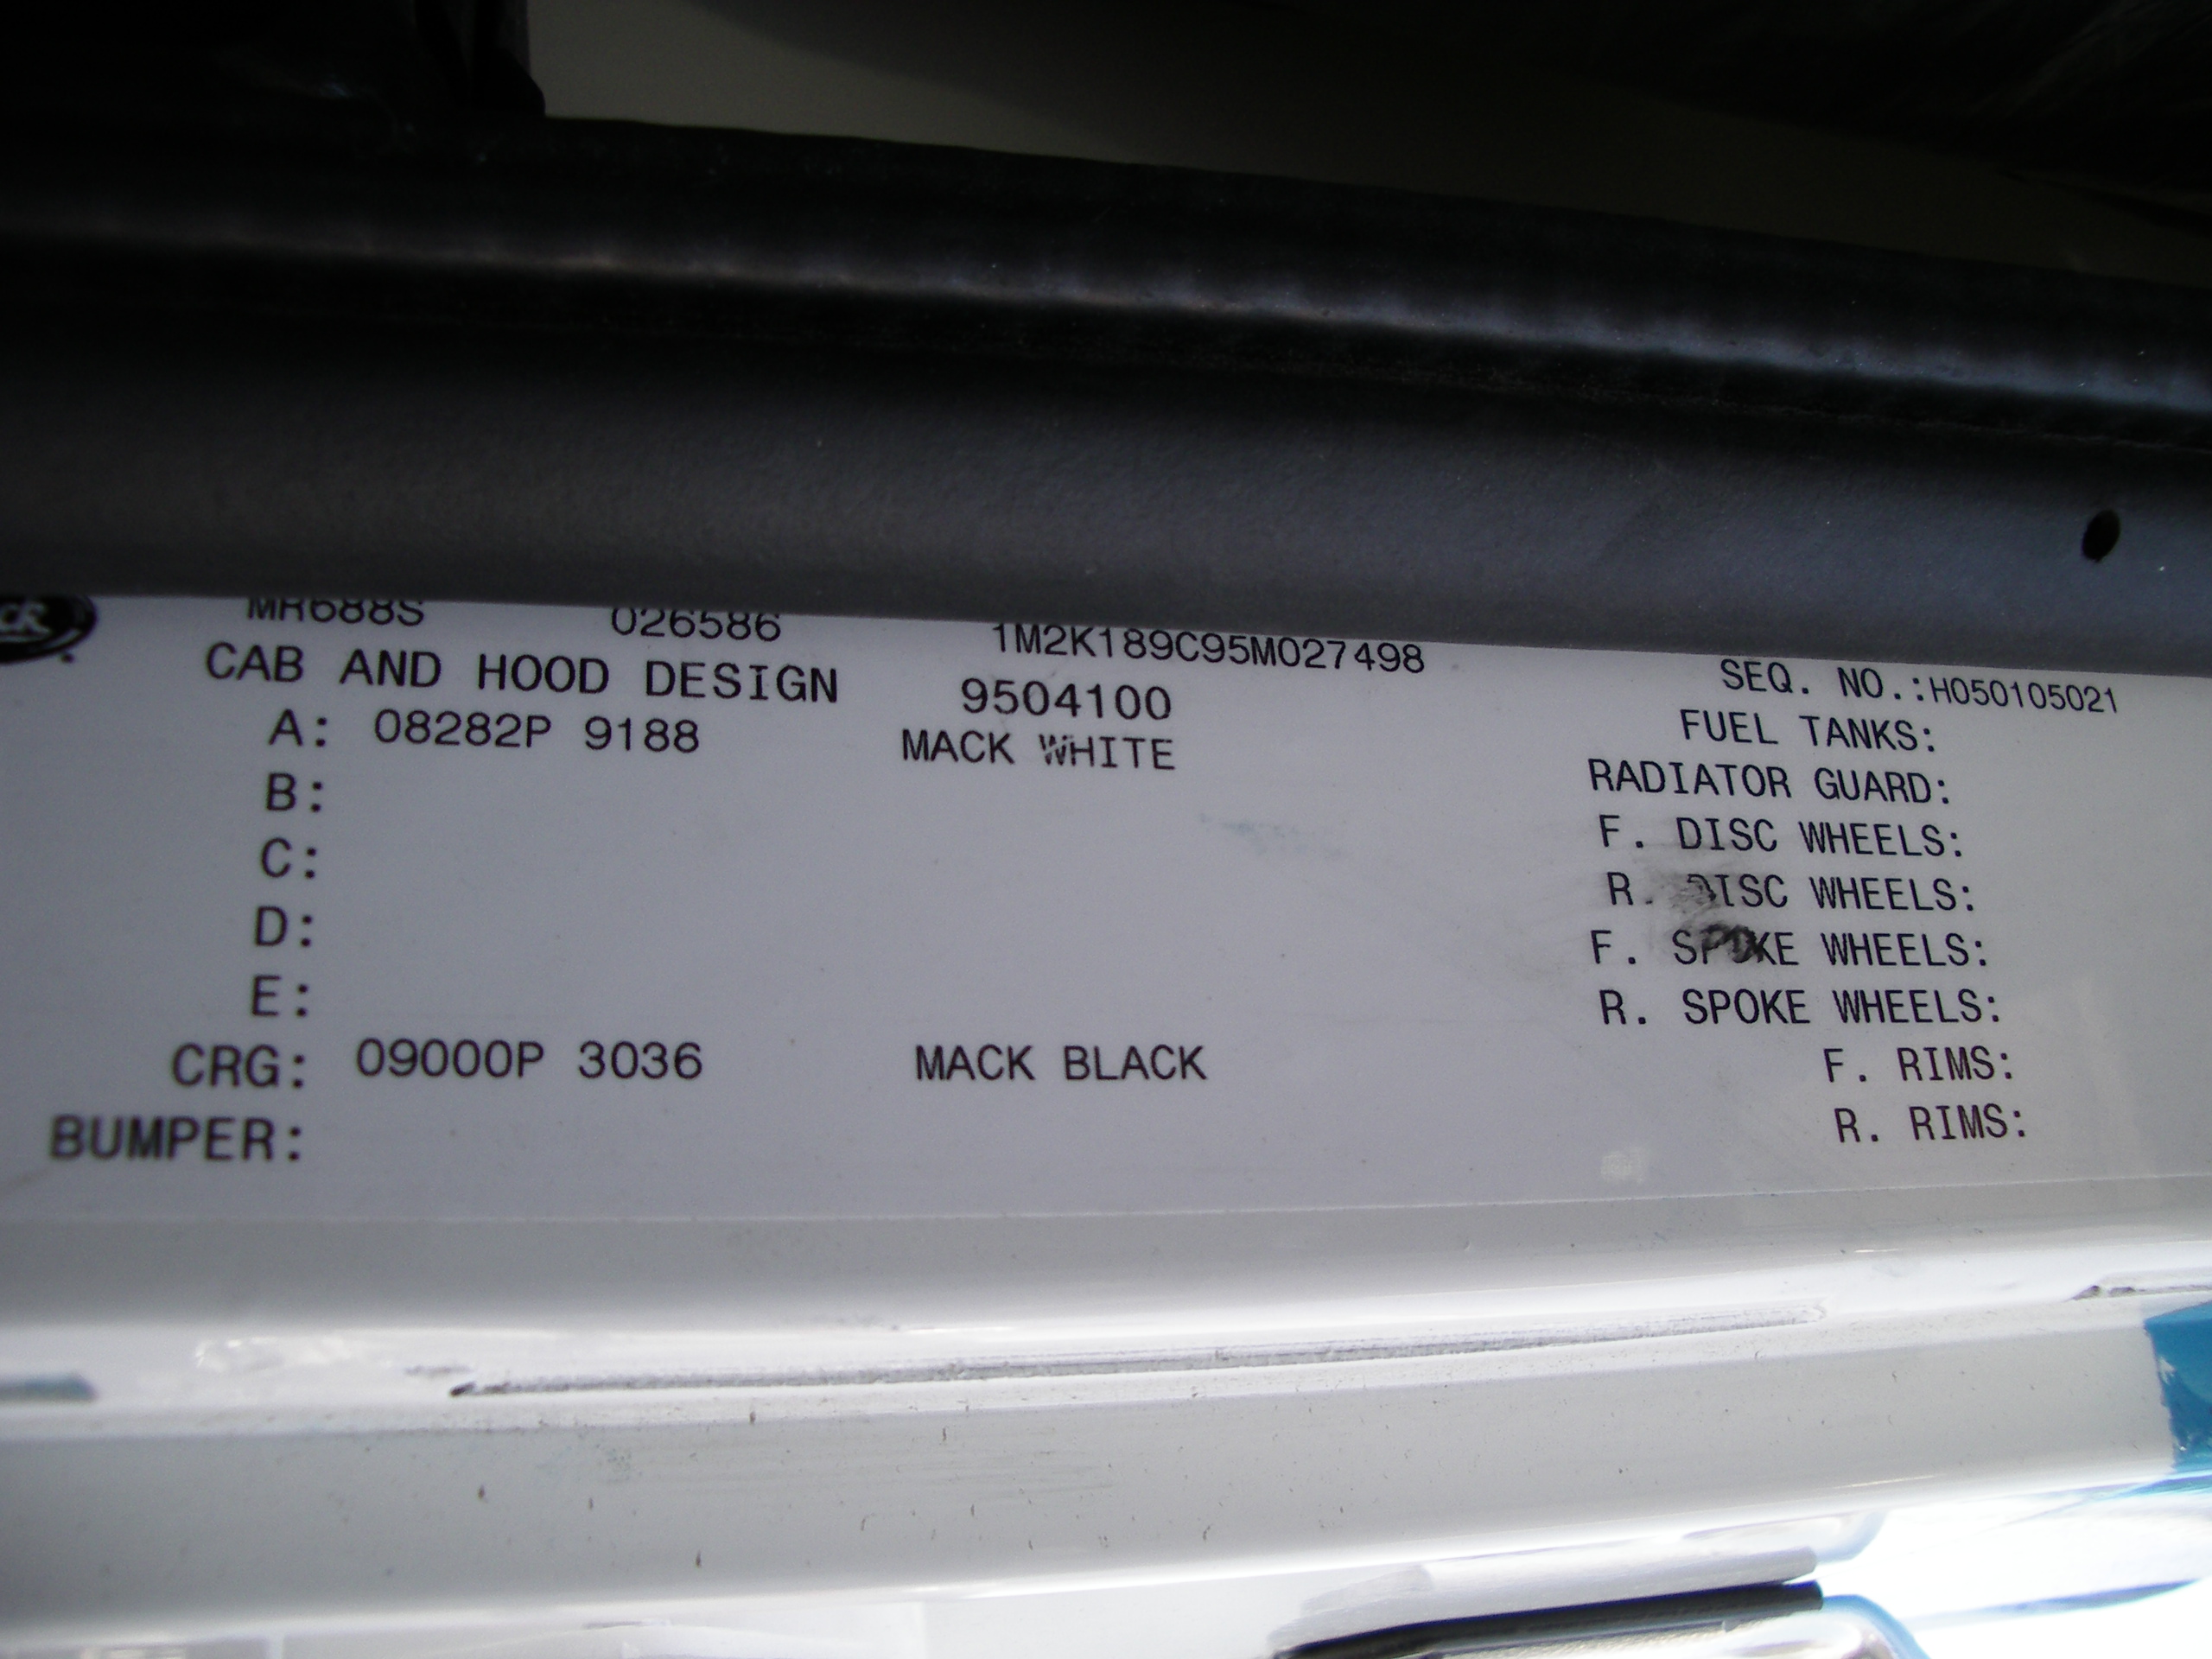 MR688S 026586 1M2K189C95M027498 SEQ. NO.:H050105021
CAB AND HOOD DESIGN 9504100 FUEL TANKS:
A: 08282P 9188 MACK WHITE RADIATOR GUARD:
B: F. DISC WHEELS:
C: R. DISC WHEELS:
D: F. SPOKE WHEELS:
E: R. SPOKE WHEELS:
CRG: 09000P 3036 MACK BLACK F. RIMS:
BUMPER: R. RIMS: